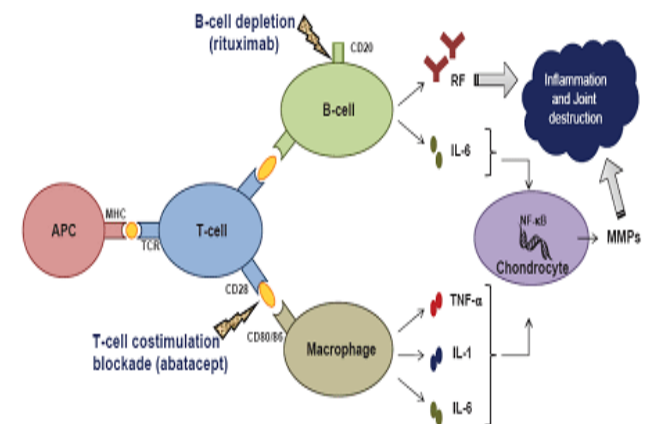 B-cell depletion
(rituximab)
CD20
B-cell
RF
IL-6
Inflammation
and Joint
destruction
APC
MHC
TCR
T-cell
CD28
CD80/86
T-cell costimulation
blockade (abatacept)
Macrophage
TNF-α
IL-1
IL-6
NF-κB
Chondrocyte
MMPs